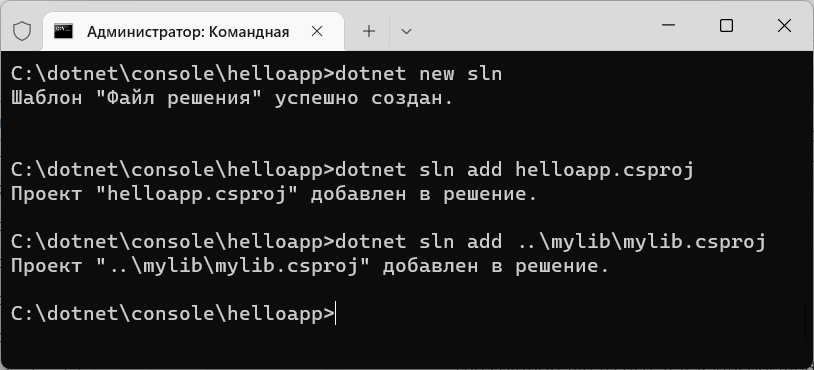 Администратор: Командная
C:\dotnet\console\helloapp>dotnet new sln
Шаблон "Файл решения" успешно создан.
C:\dotnet\console\helloapp>dotnet sln add helloapp.csproj
Проект "helloapp.csproj" добавлен в решение.
C:\dotnet\console\helloapp>dotnet sln add ..\mylib\mylib.csproj
Проект "..\mylib\mylib.csproj" добавлен в решение.
C:\dotnet\console\helloapp>